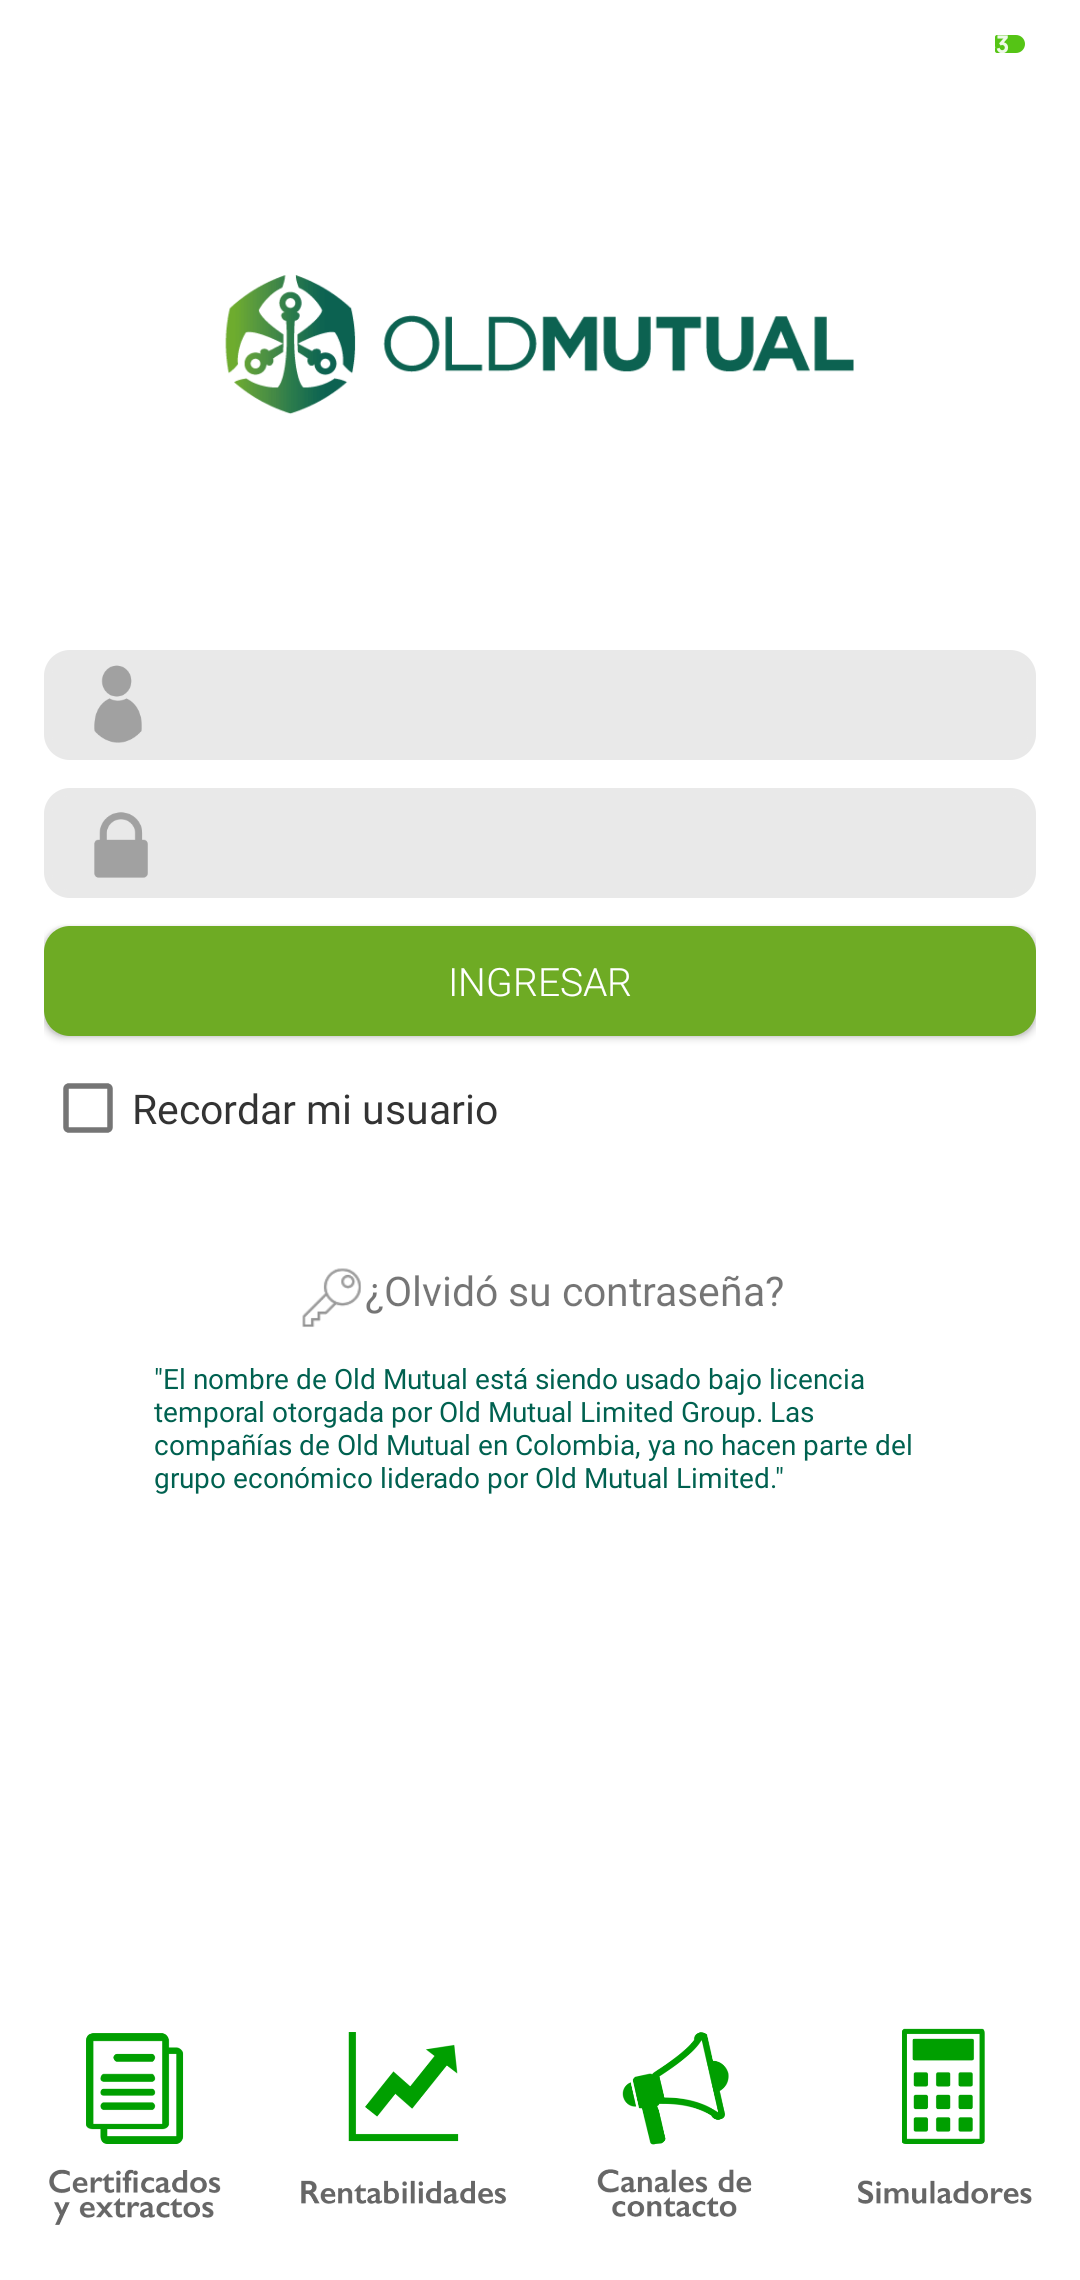 3
OLDMUTUAL
INGRESAR
Recordar mi usuario
¿Olvidó su contraseña?
"El nombre de Old Mutual está siendo usado bajo licencia
temporal otorgada por Old Mutual Limited Group. Las
compañías de Old Mutual en Colombia, ya no hacen parte del
grupo económico liderado por Old Mutual Limited."
Certificados
y extractos
Rentabilidades
Canales de
contacto
Simuladores